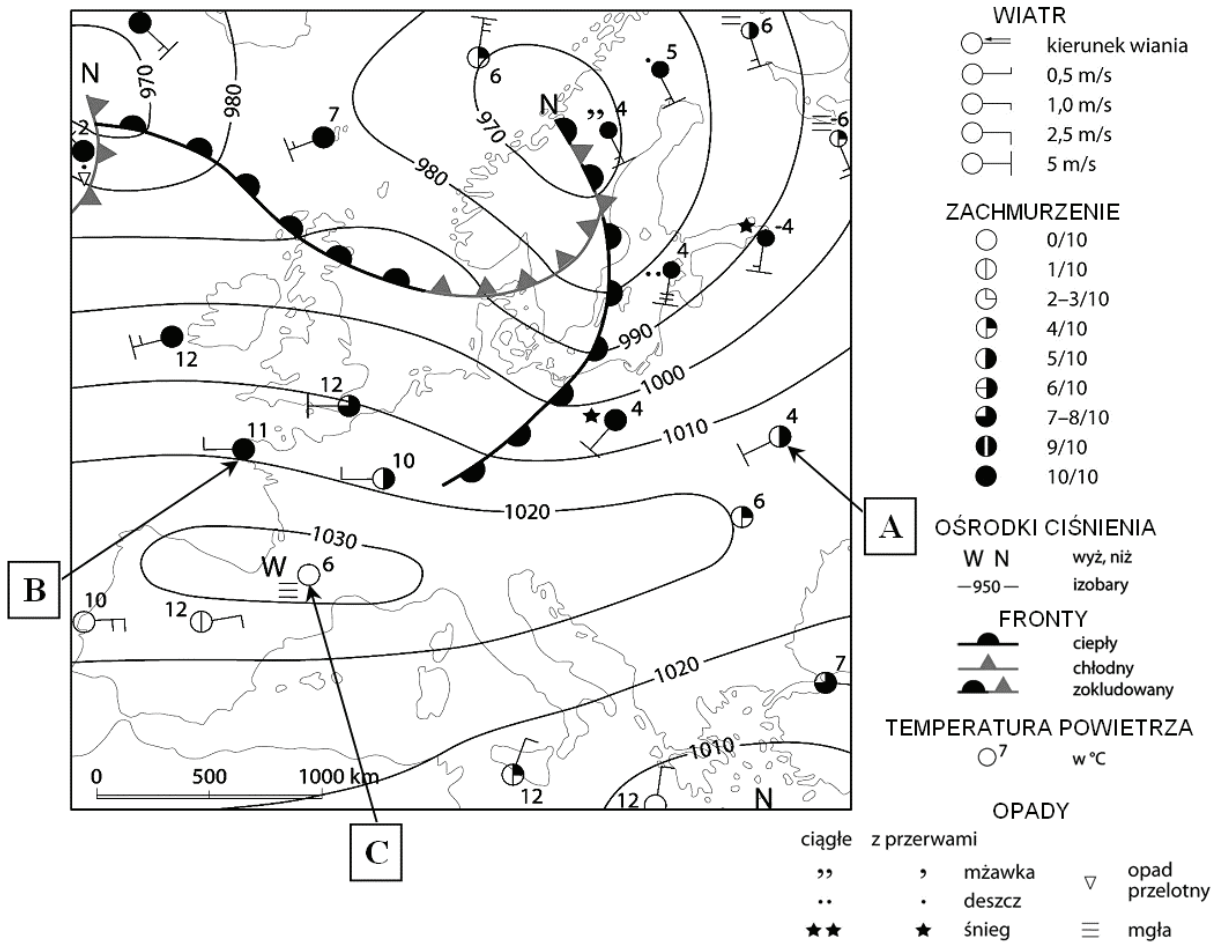 N
970
980
2
7
6
5
6
N
970
4
-6
980
-4
4
12
990
1000
12
4
1010
4
11
10
6
1020
1030
W
6
10
12
1020
7
1010
12
12
N
0
500
1000 km
A
B
C
WIATR
kierunek wiania
0,5 m/s
1,0 m/s
2,5 m/s
5 m/s
ZACHMURZENIE
0/10
1/10
2–3/10
4/10
5/10
6/10
7–8/10
9/10
10/10
OŚRODKI CIŚNIENIA
W N wyż, niż
950 izobary
FRONTY
ciepły
chłodny
zokludowany
TEMPERATURA POWIETRZA
7 w °C
OPADY
ciągłe z przerwami
,, , mżawka
.. . deszcz
★★ ★ śnieg
opad
przelotny
mgła